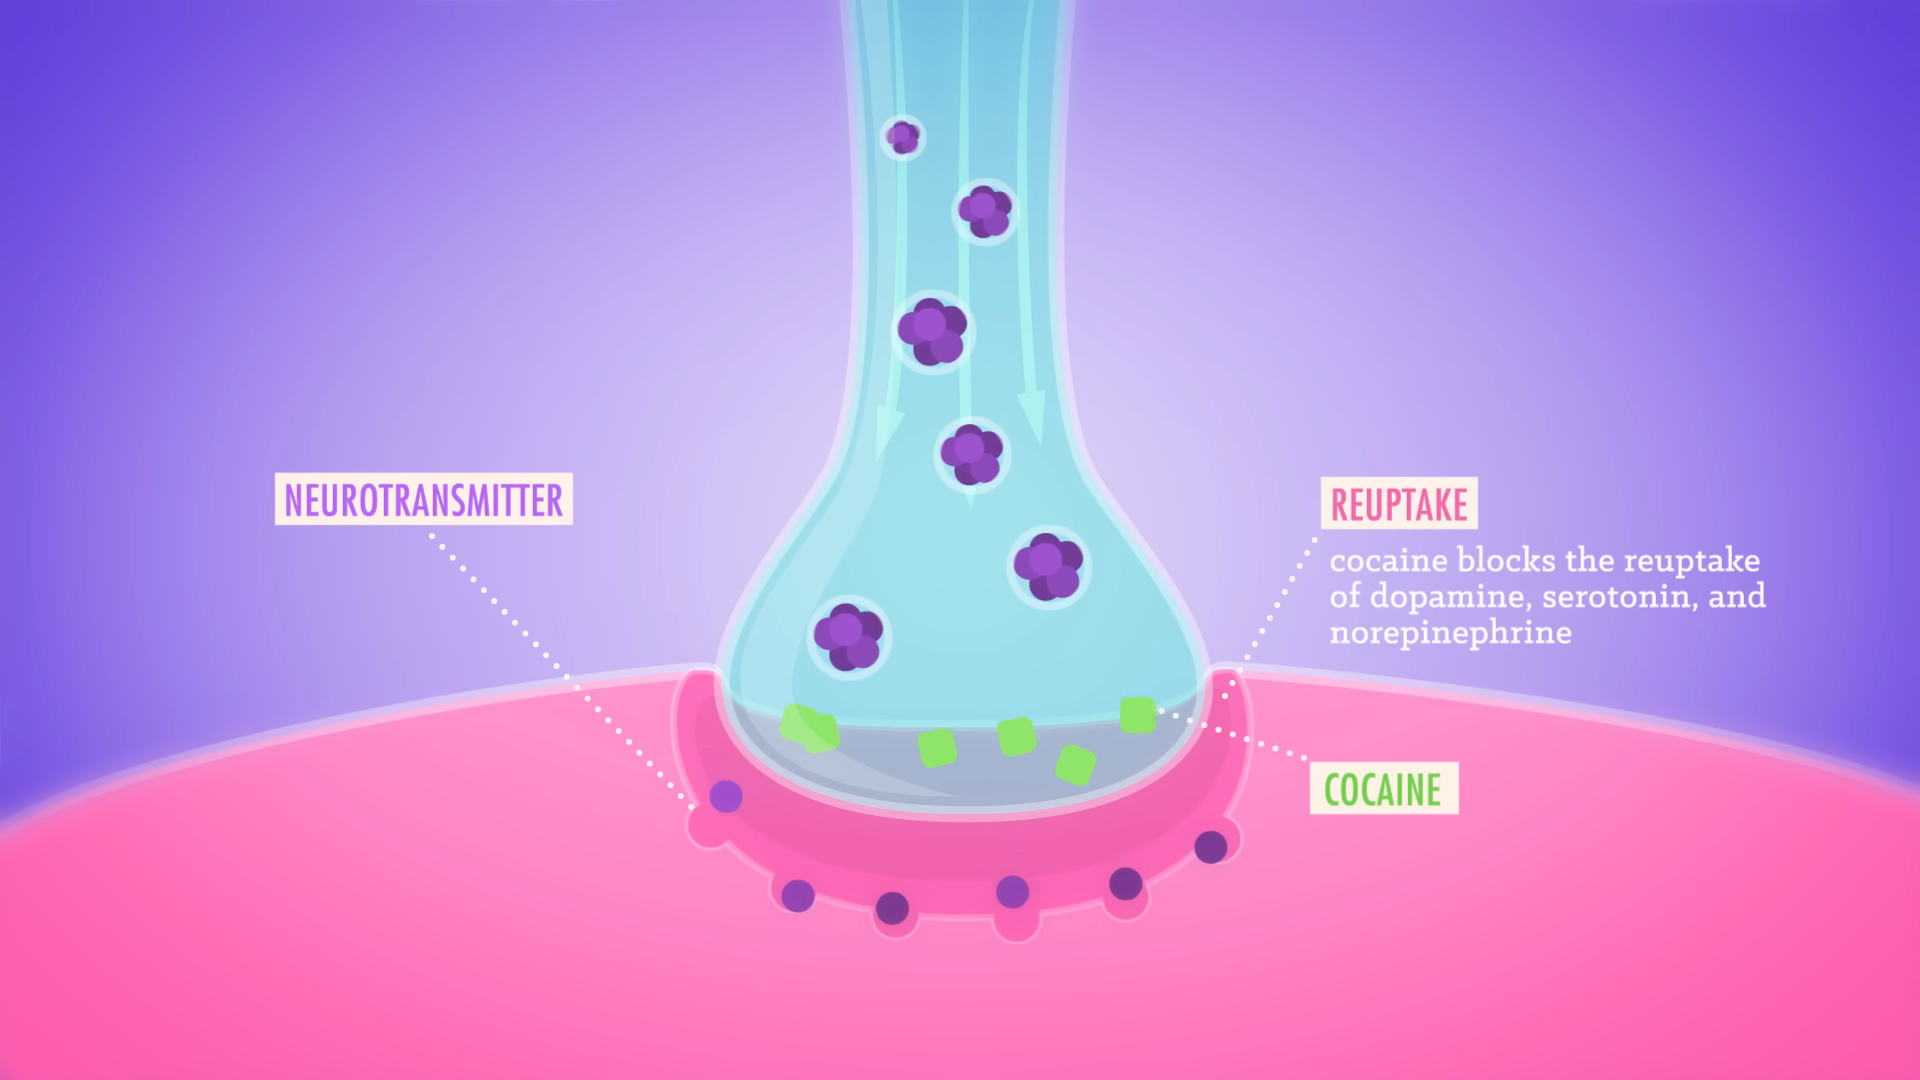 NEUROTRANSMITTER
REUPTAKE
cocaine blocks the reuptake
of dopamine, serotonin, and
norepinephrine
COCAINE